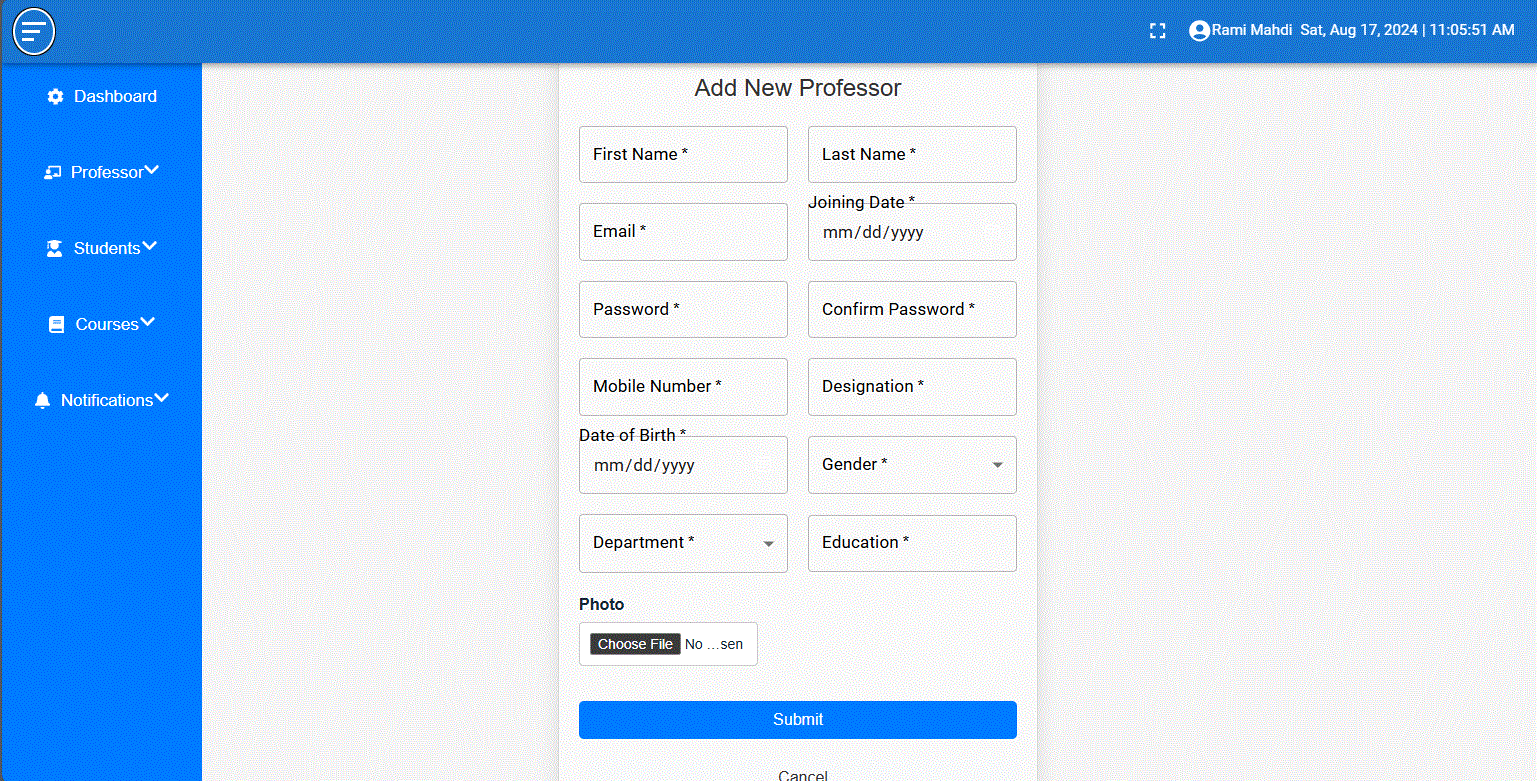 Rami Mahdi Sat, Aug 17, 2024 | 11:05:51 AM
Dashboard
Professor
Students
Courses
Notifications
Add New Professor
First Name *
Last Name *
Email *
Joining Date *
mm/dd/yyyy
Password *
Confirm Password *
Mobile Number *
Designation *
Date of Birth *
mm/dd/yyyy
Gender *
Department *
Education *
Photo
Choose File No ...sen
Submit
Cancel